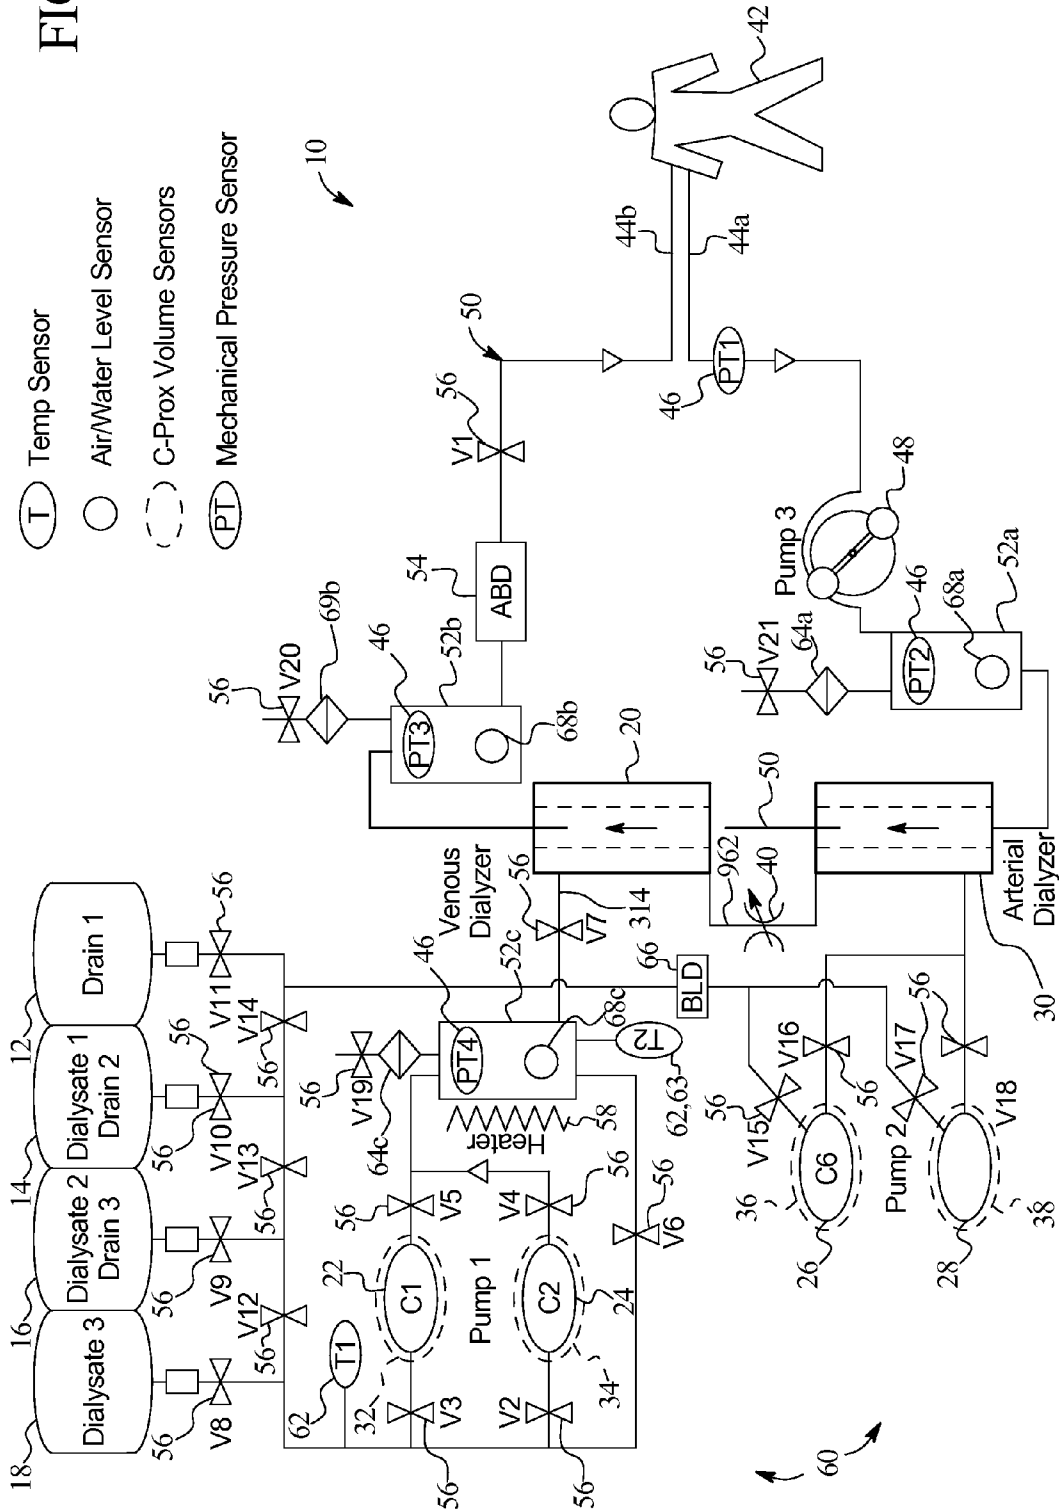 FIG
T Temp Sensor
Air/Water Level Sensor
C-Prox Volume Sensors
PT Mechanical Pressure Sensor
10
42
44b
44a
50
56
V1
46
PT1
54
ABD
Pump 3
48
56
V20
69b
46
52b
PT3
68b
56
V21
64a
46
PT2
68a
52a
20
50
Venous
Dialyzer
56
V7
314
962
40
Arterial
Dialyzer
30
12
Drain 1
14
Dialysate 1
Drain 2
16
Dialysate 2
Drain 3
18
Dialysate 3
56
V11
V14
56
56
56
V10
V13
56
56
V9
V12
56
56
V8
62
T1
46
52c
PT4
68c
56
V19
64c
Heater
58
T2
62,63
66
BLD
56
V5
V4
56
22
C1
Pump 1
C2
24
32
34
V3
56
V2
56
56
V6
V16
56
56
V15
V17
56
V18
Pump 2
36
C6
26
38
28
60